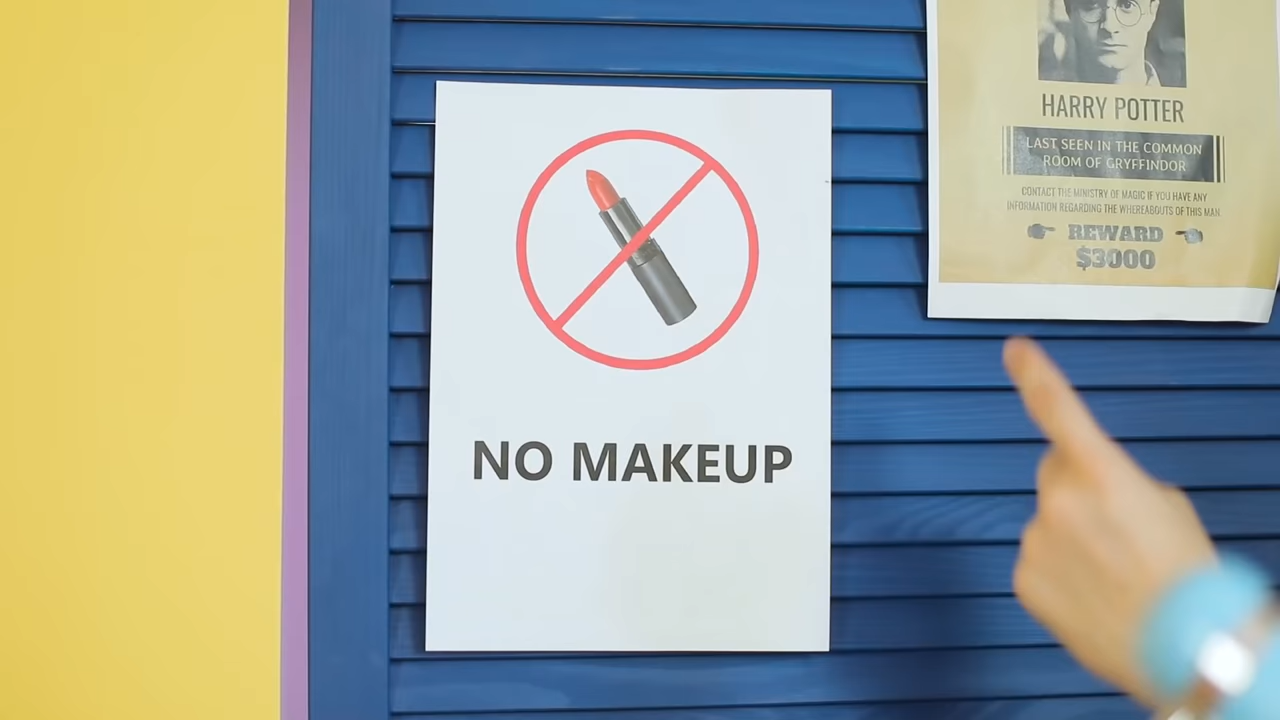 NO MAKEUP
HARRY POTTER
LAST SEEN IN THE COMMON
ROOM OF GRYFFINDOR
CONTACT THE MINISTRY OF MAGIC IF YOU HAVE ANY
INFORMATION REGARDING THE WHEREABOUTS OF THIS MAN
REWARD
$3000